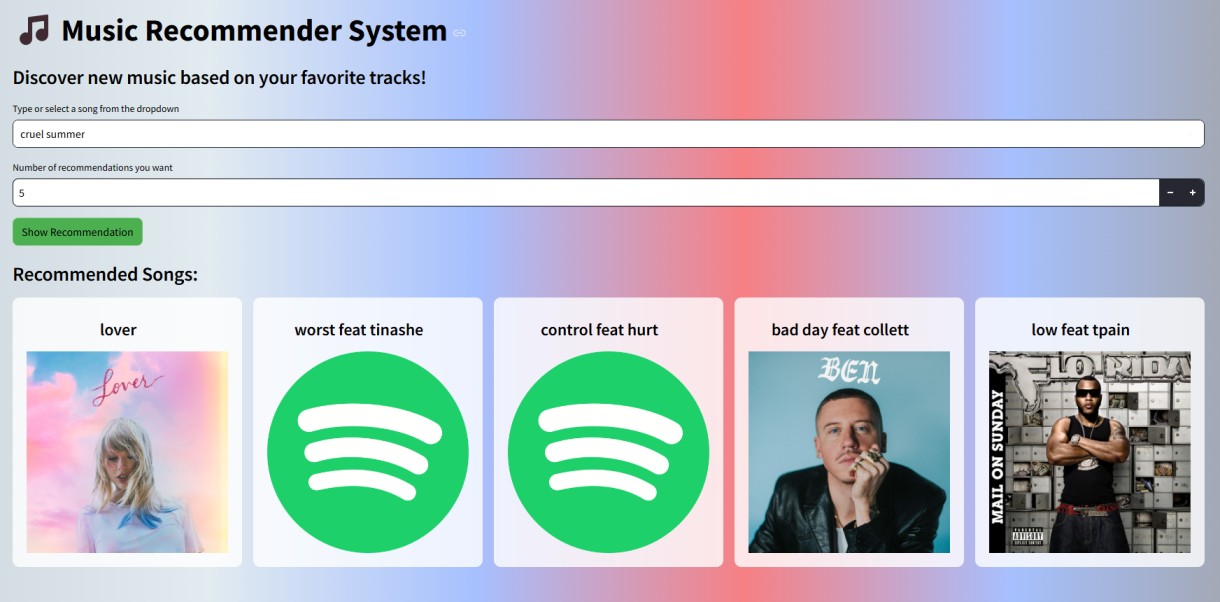 Music Recommender System
Discover new music based on your favorite tracks!
Type or select a song from the dropdown
cruel summer
Number of recommendations you want
5
− +
Show Recommendation
Recommended Songs:
lover
worst feat tinashe
control feat hurt
bad day feat collett
low feat tpain
Lover
BEN
FLO RIDA
MAIL ON SUNDAY
PARENTAL
ADVISORY
EXPLICIT CONTENT